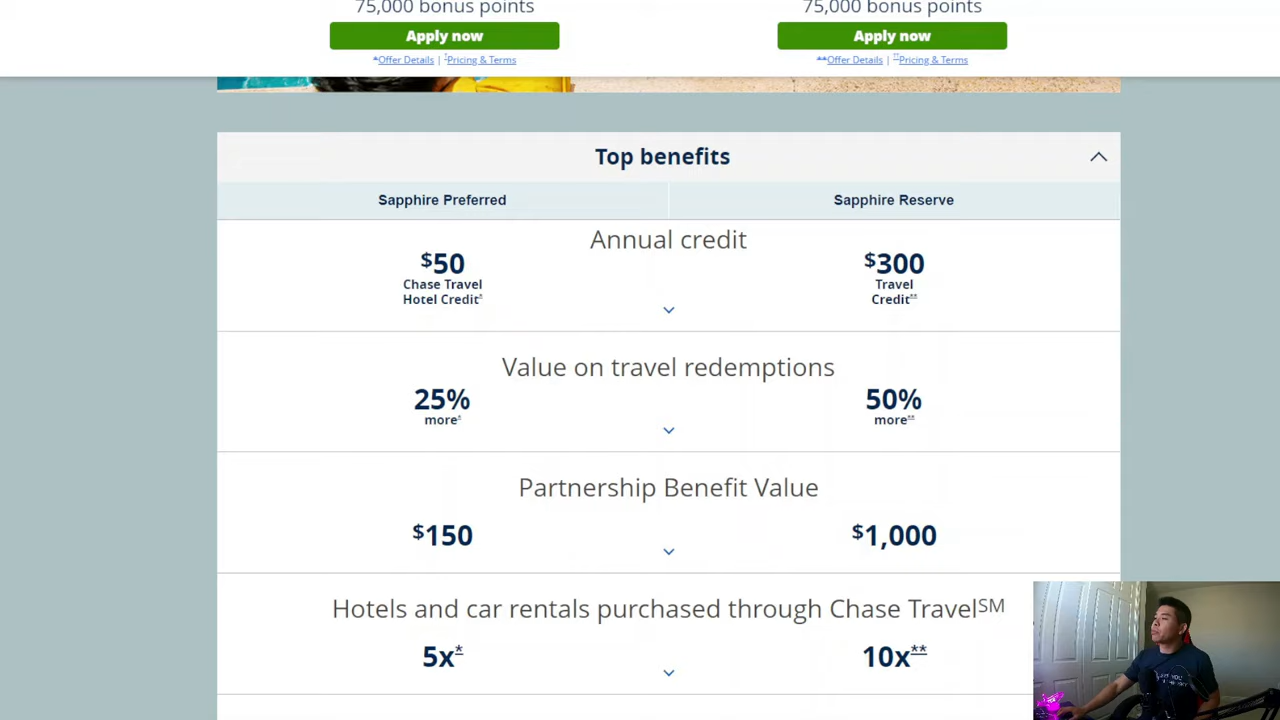 75,000 bonus points
75,000 bonus points
Apply now
Apply now
*Offer Details | †Pricing & Terms
**Offer Details | ††Pricing & Terms
Top benefits
Sapphire Preferred
Sapphire Reserve
Annual credit
$50
Chase Travel
Hotel Credit*
$300
Travel
Credit**
Value on travel redemptions
25%
more*
50%
more**
Partnership Benefit Value
$150
$1,000
Hotels and car rentals purchased through Chase TravelSM
5x*
10x**